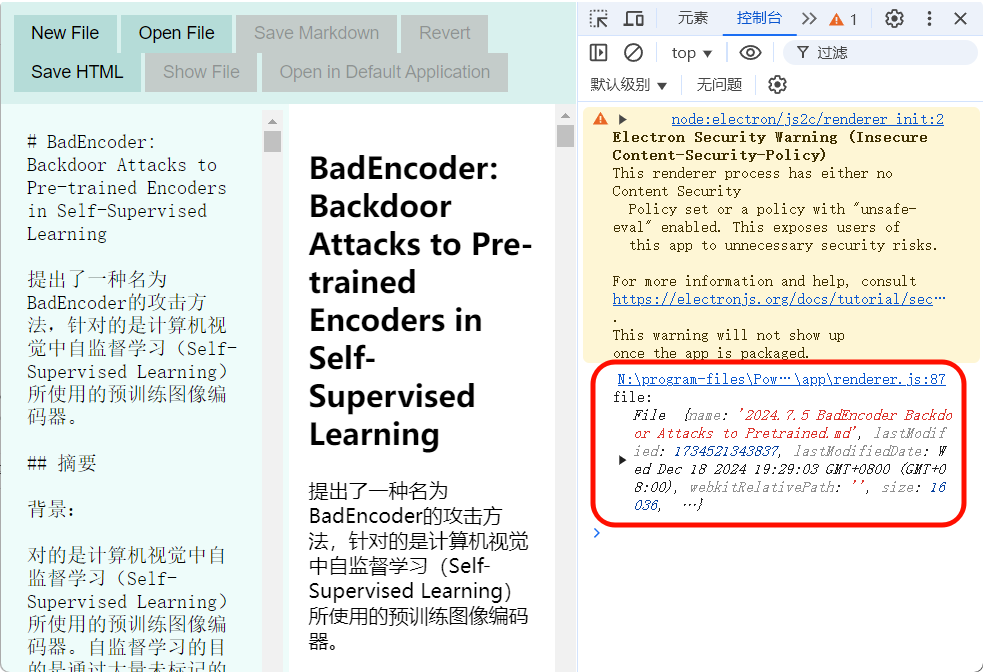 New File
Open File
Save Markdown
Revert
Save HTML
Show File
Open in Default Application
# BadEncoder:
Backdoor Attacks to
Pre-trained Encoders
in Self-Supervised
Learning
提出了一种名为
BadEncoder的攻击方
法，针对的是计算机视
觉中自监督学习（Self-
Supervised Learning）
所使用的预训练图像编
码器。
## 摘要
背景：
对的是计算机视觉中自
监督学习（Self-
Supervised Learning）
所使用的预训练图像编
码器。自监督学习的目
的是通过大量未标记的
BadEncoder:
Backdoor
Attacks to Pre-
trained
Encoders in
Self-
Supervised
Learning
提出了一种名为
BadEncoder的攻击方
法，针对的是计算机视觉
中自监督学习（Self-
Supervised Learning）
所使用的预训练图像编码
器。
元素
控制台
1
top
过滤
默认级别
无问题
node:electron/js2c/renderer_init:2
Electron Security Warning (Insecure
Content-Security-Policy)
This renderer process has either no
Content Security
Policy set or a policy with "unsafe-
eval" enabled. This exposes users of
this app to unnecessary security risks.
For more information and help, consult
https://electronjs.org/docs/tutorial/sec…
.
This warning will not show up
once the app is packaged.
N:\program-files\Pow…\app\renderer.js:87
file:
File {name: '2024.7.5 BadEncoder Backdo
or Attacks to Pretrained.md', lastModif
ied: 1734521343837, lastModifiedDate: W
ed Dec 18 2024 19:29:03 GMT+0800 (GMT+0
8:00), webkitRelativePath: '', size: 16
036, …}